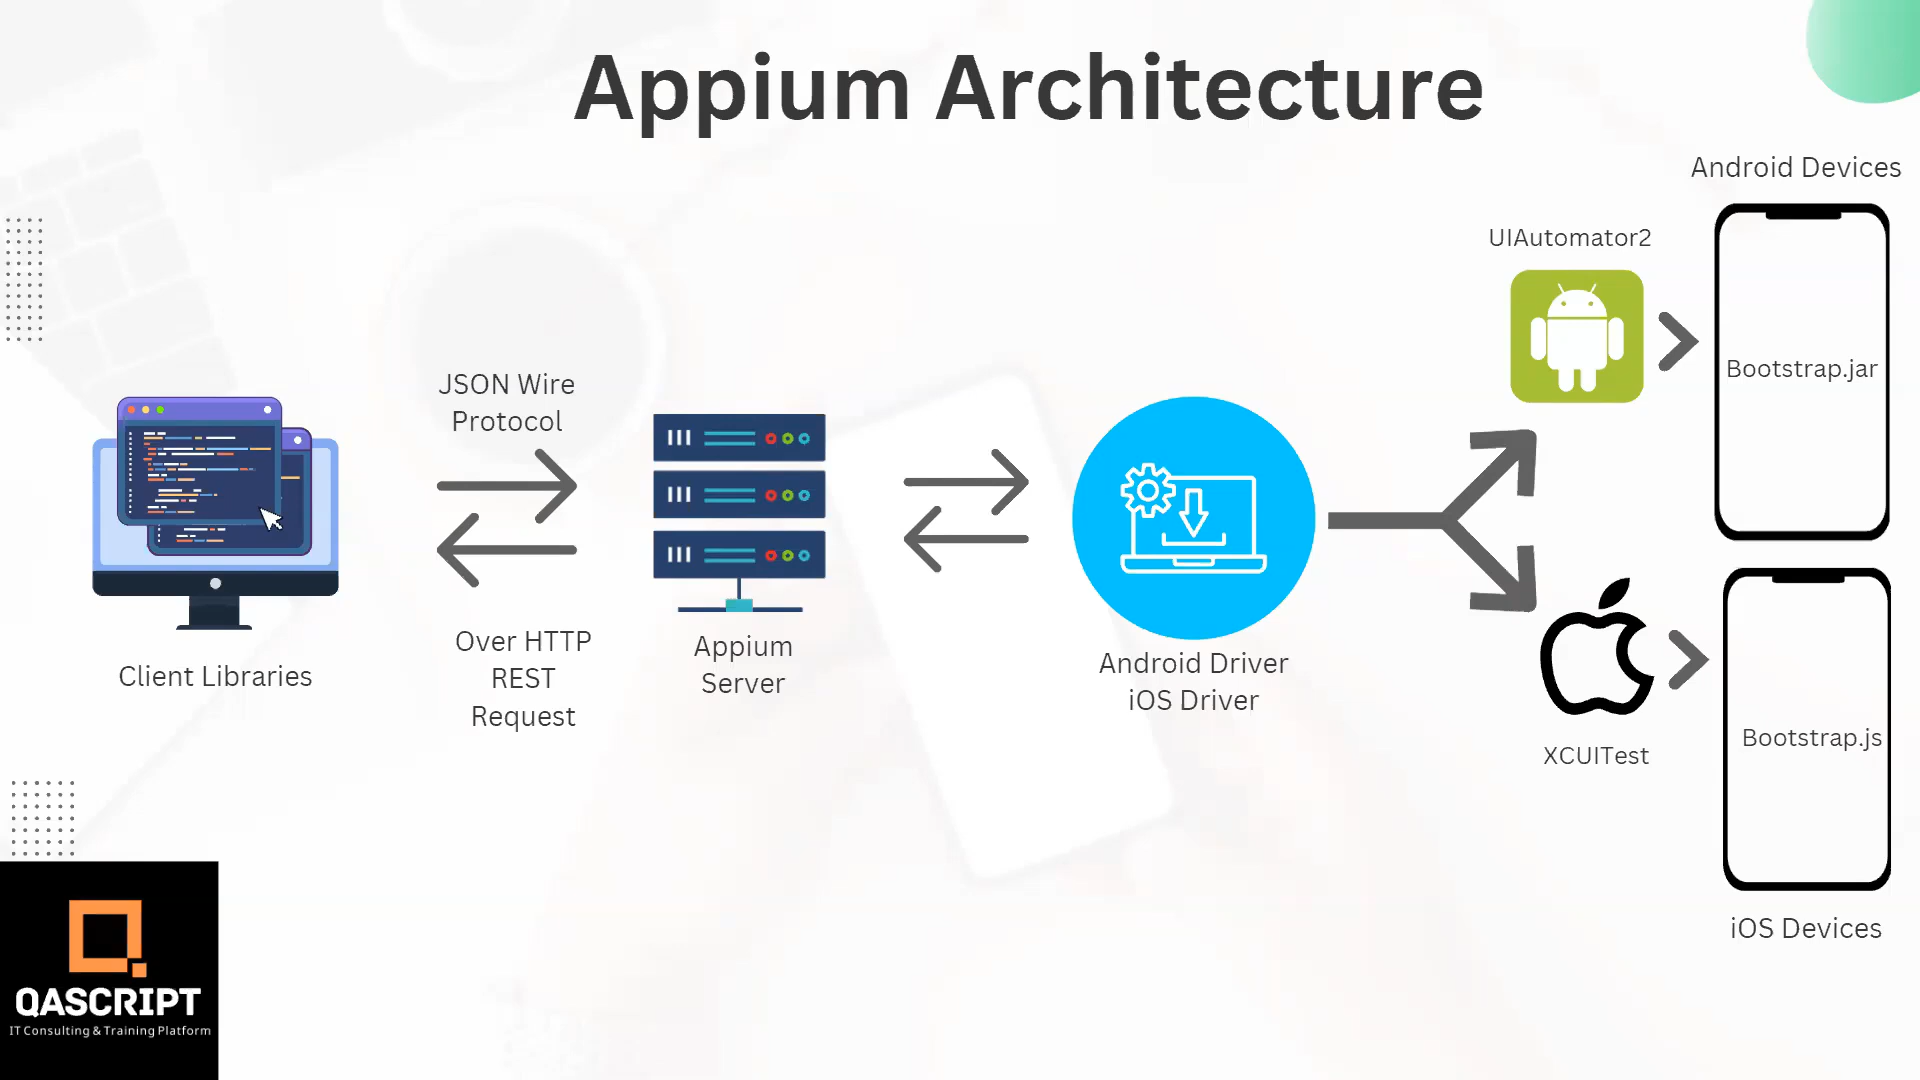 Appium Architecture
Android Devices
UIAutomator2
Bootstrap.jar
JSON Wire
Protocol
Over HTTP
REST
Request
Client Libraries
Appium
Server
Android Driver
iOS Driver
XCUITest
Bootstrap.js
iOS Devices
QASCRIPT
IT Consulting & Training Platform